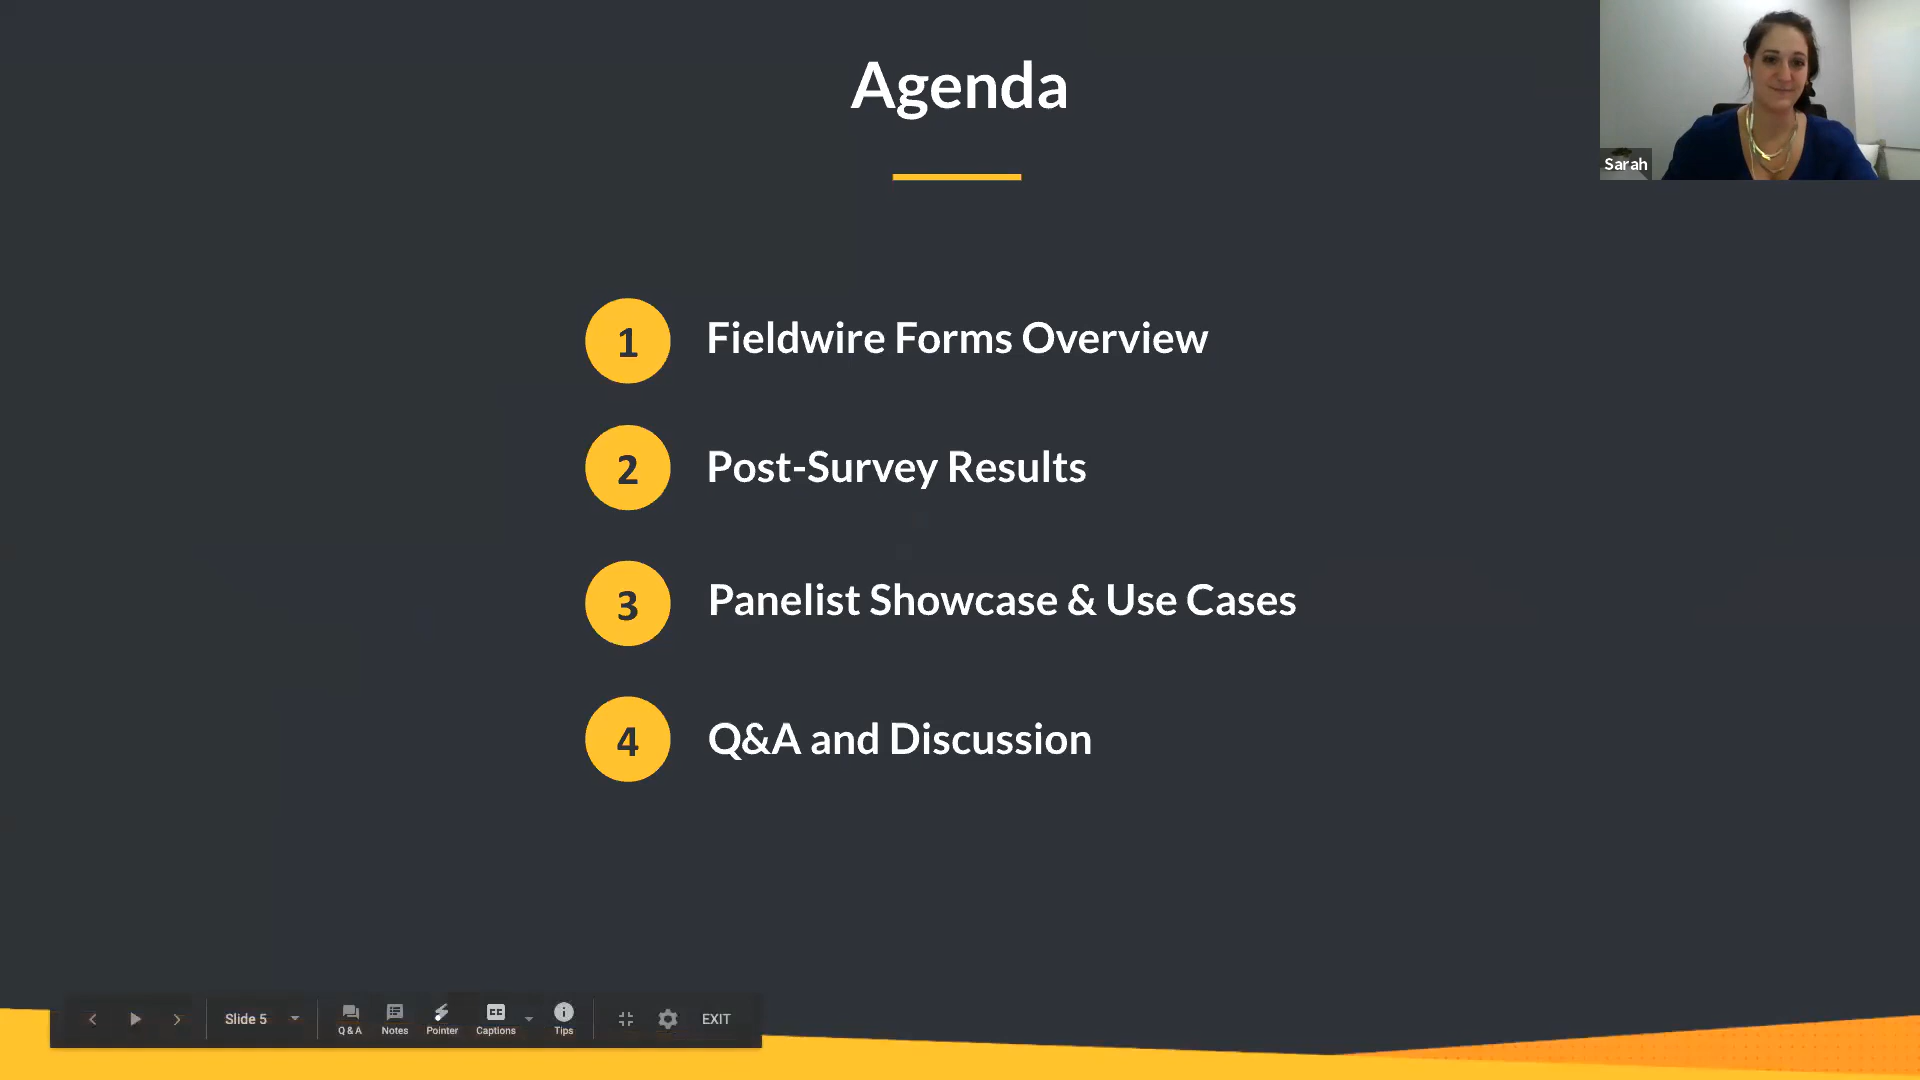 Agenda
Sarah
1 Fieldwire Forms Overview
2 Post-Survey Results
3 Panelist Showcase & Use Cases
4 Q&A and Discussion
Slide 5 Q & A Notes Pointer CC Captions Tips EXIT